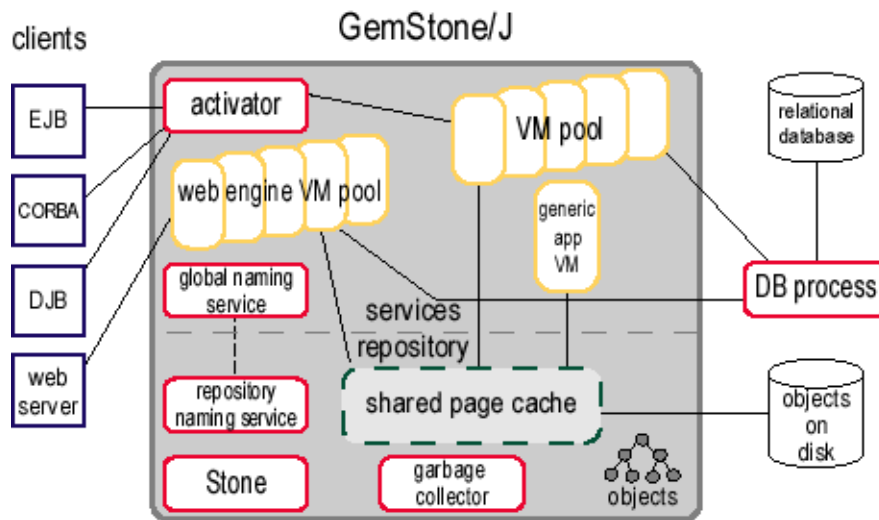 GemStone/J
clients
EJB
CORBA
DJB
web
server
activator
VM pool
web engine VM pool
generic
app
VM
global naming
service
services
repository
repository
naming service
shared page cache
Stone
garbage
collector
objects
relational
database
DB process
objects
on
disk